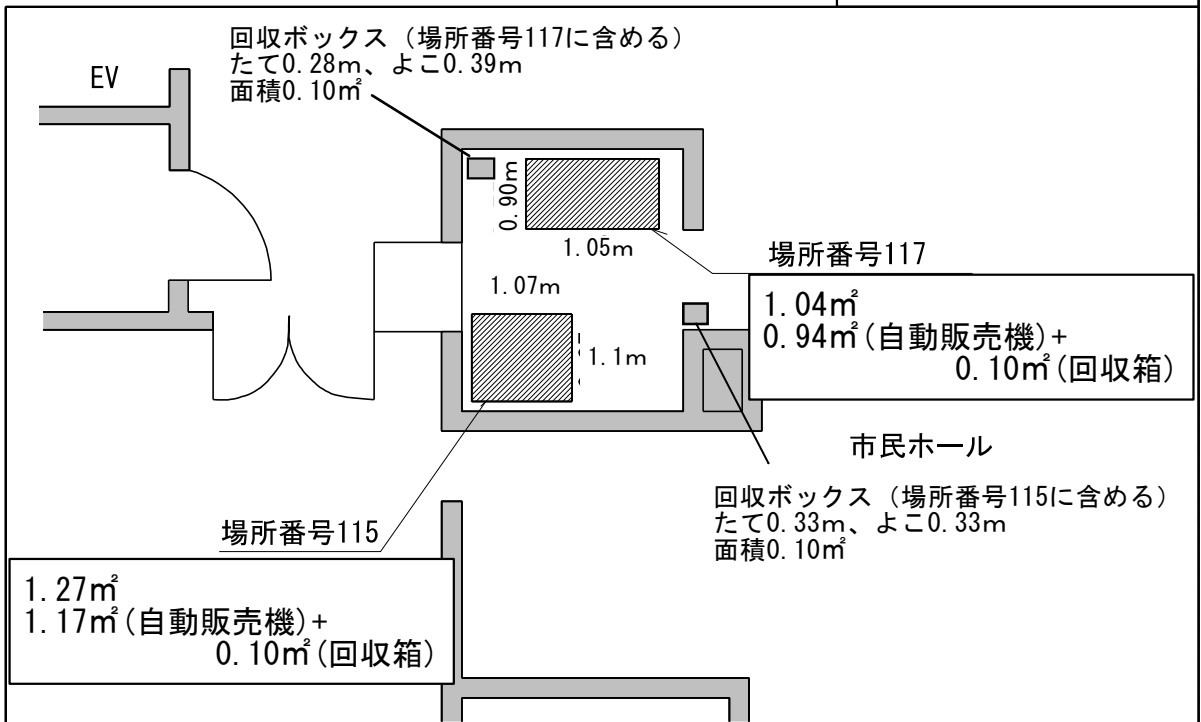 回収ボックス（場所番号117に含める）
たて0.28m、よこ0.39m
面積0.10㎡
EV
0.90m
1.05m
場所番号117
1.07m
1.04㎡
0.94㎡(自動販売機)+
0.10㎡(回収箱)
1.1m
市民ホール
回収ボックス（場所番号115に含める）
たて0.33m、よこ0.33m
面積0.10㎡
場所番号115
1.27㎡
1.17㎡(自動販売機)+
0.10㎡(回収箱)